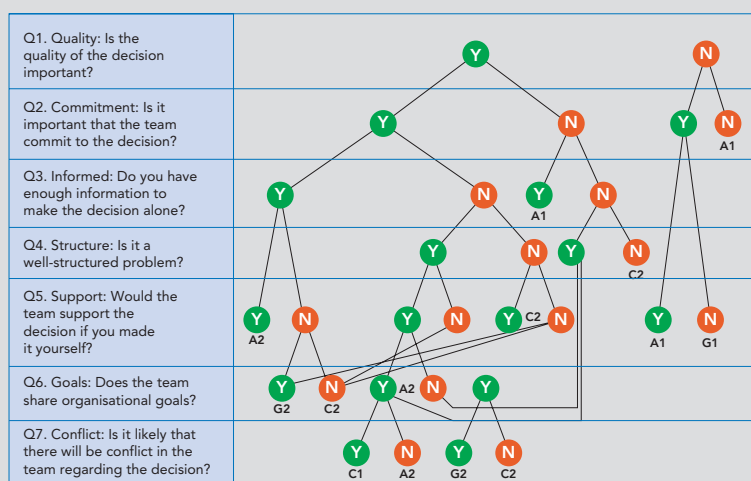 Q1. Quality: Is the
quality of the decision
important?
Y
N
Q2. Commitment: Is it
important that the team
commit to the decision?
Y
N
Y
N
A1
Q3. Informed: Do you have
enough information to
make the decision alone?
Y
N
Y
N
A1
Q4. Structure: Is it a
well-structured problem?
Y
N
Y
N
C2
Q5. Support: Would the
team support the
decision if you made
it yourself?
Y
N
Y
N
Y
C2
N
Y
N
A2
A1
G1
Q6. Goals: Does the team
share organisational goals?
Y
N
Y
A2
N
Y
G2
C2
Q7. Conflict: Is it likely that
there will be conflict in the
team regarding the decision?
Y
N
Y
N
C1
A2
G2
C2